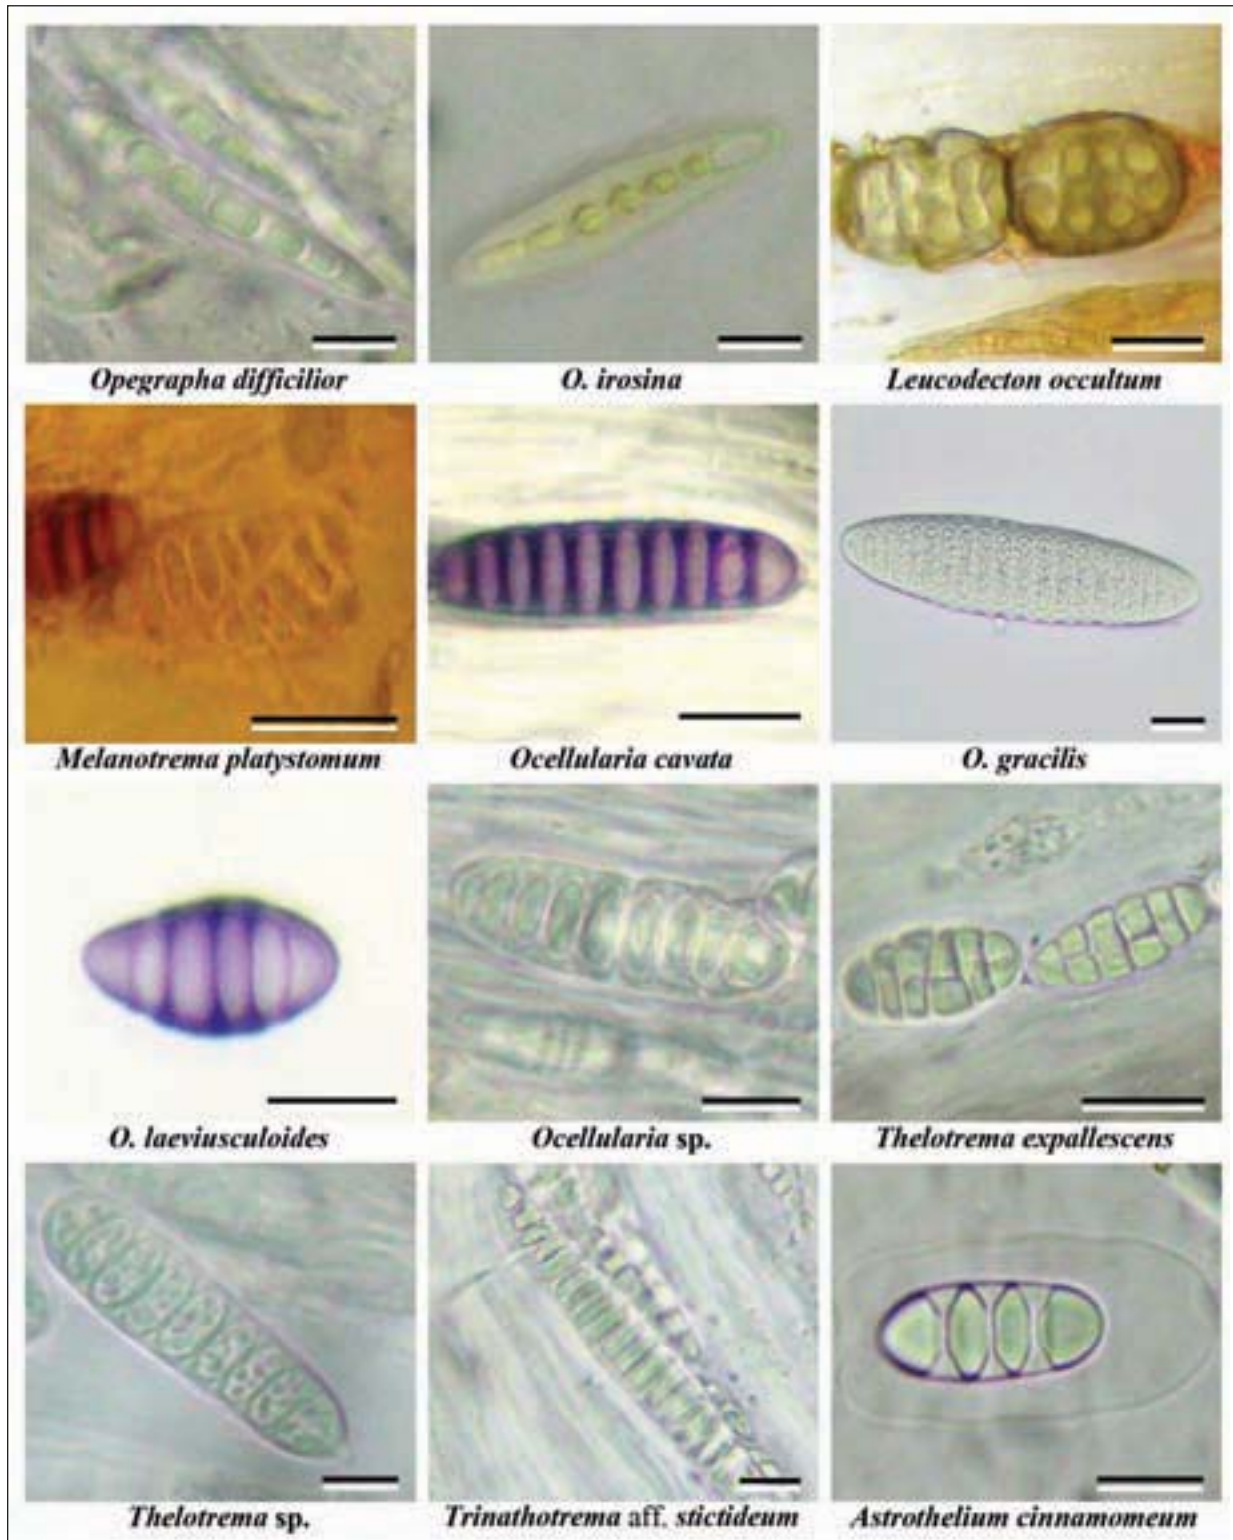 Opegrapha difficilior O. irosina Leucodecton occultum
Melanotrema platystomum Ocellularia cavata O. gracilis
O. laeviusculoides Ocellularia sp. Thelotrema expallescens
Thelotrema sp. Trinathotrema aff. stictideum Astrothelium cinnamomeum